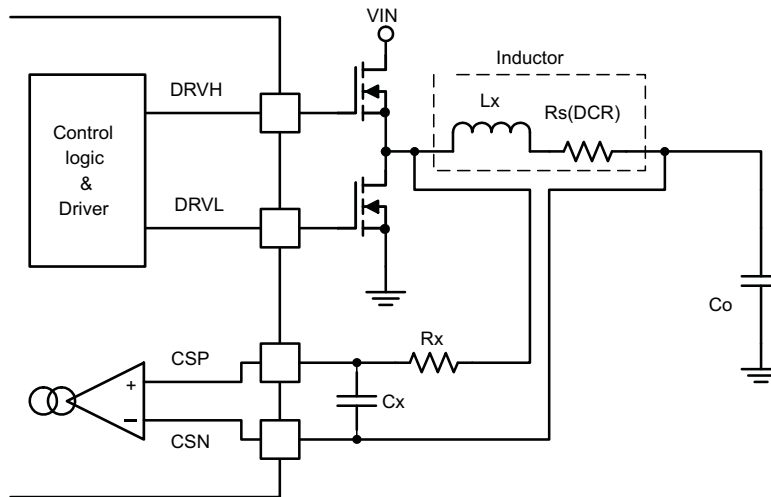 VIN
Inductor
DRVH
Lx
Rs(DCR)
Control
logic
&
Driver
DRVL
Co
CSP
Rx
+
Cx
–
CSN